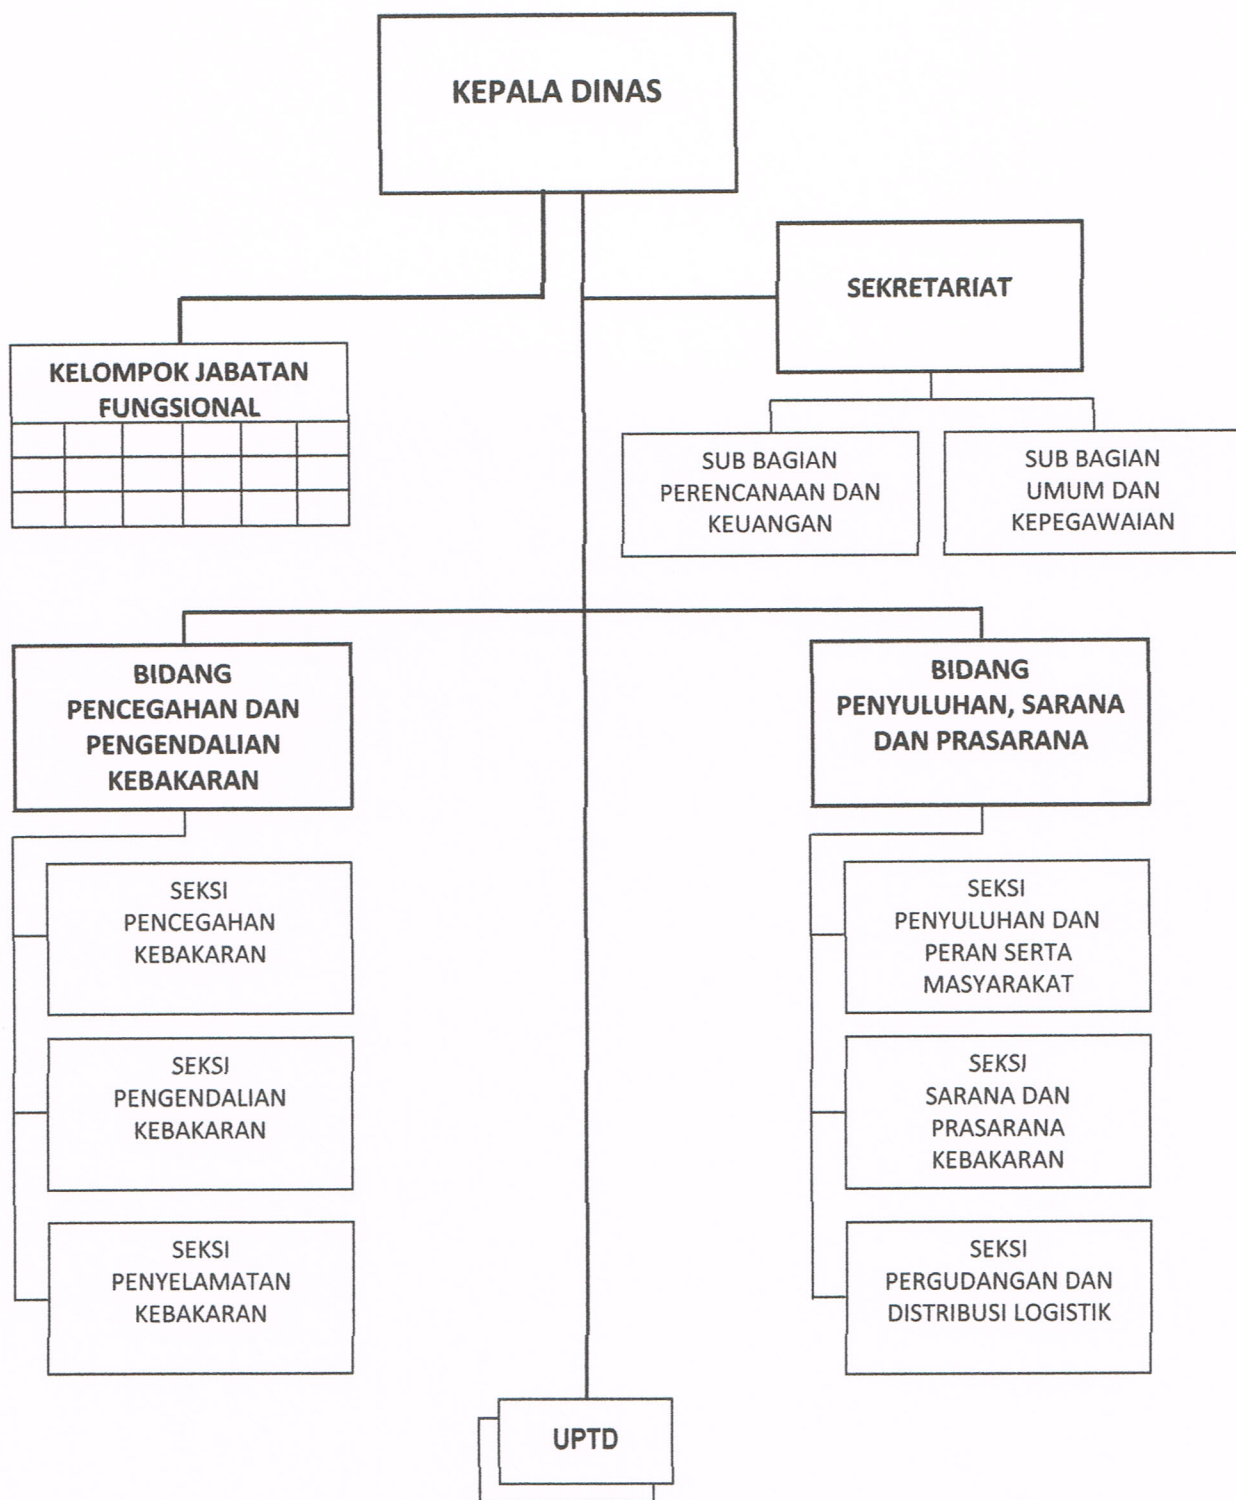 KEPALA DINAS
SEKRETARIAT
KELOMPOK JABATAN
FUNGSIONAL
SUB BAGIAN
PERENCANAAN DAN
KEUANGAN
SUB BAGIAN
UMUM DAN
KEPEGAWAIAN
BIDANG
PENCEGAHAN DAN
PENGENDALIAN
KEBAKARAN
BIDANG
PENYULUHAN, SARANA
DAN PRASARANA
SEKSI
PENCEGAHAN
KEBAKARAN
SEKSI
PENGENDALIAN
KEBAKARAN
SEKSI
PENYELAMATAN
KEBAKARAN
SEKSI
PENYULUHAN DAN
PERAN SERTA
MASYARAKAT
SEKSI
SARANA DAN
PRASARANA
KEBAKARAN
SEKSI
PERGUDANGAN DAN
DISTRIBUSI LOGISTIK
UPTD